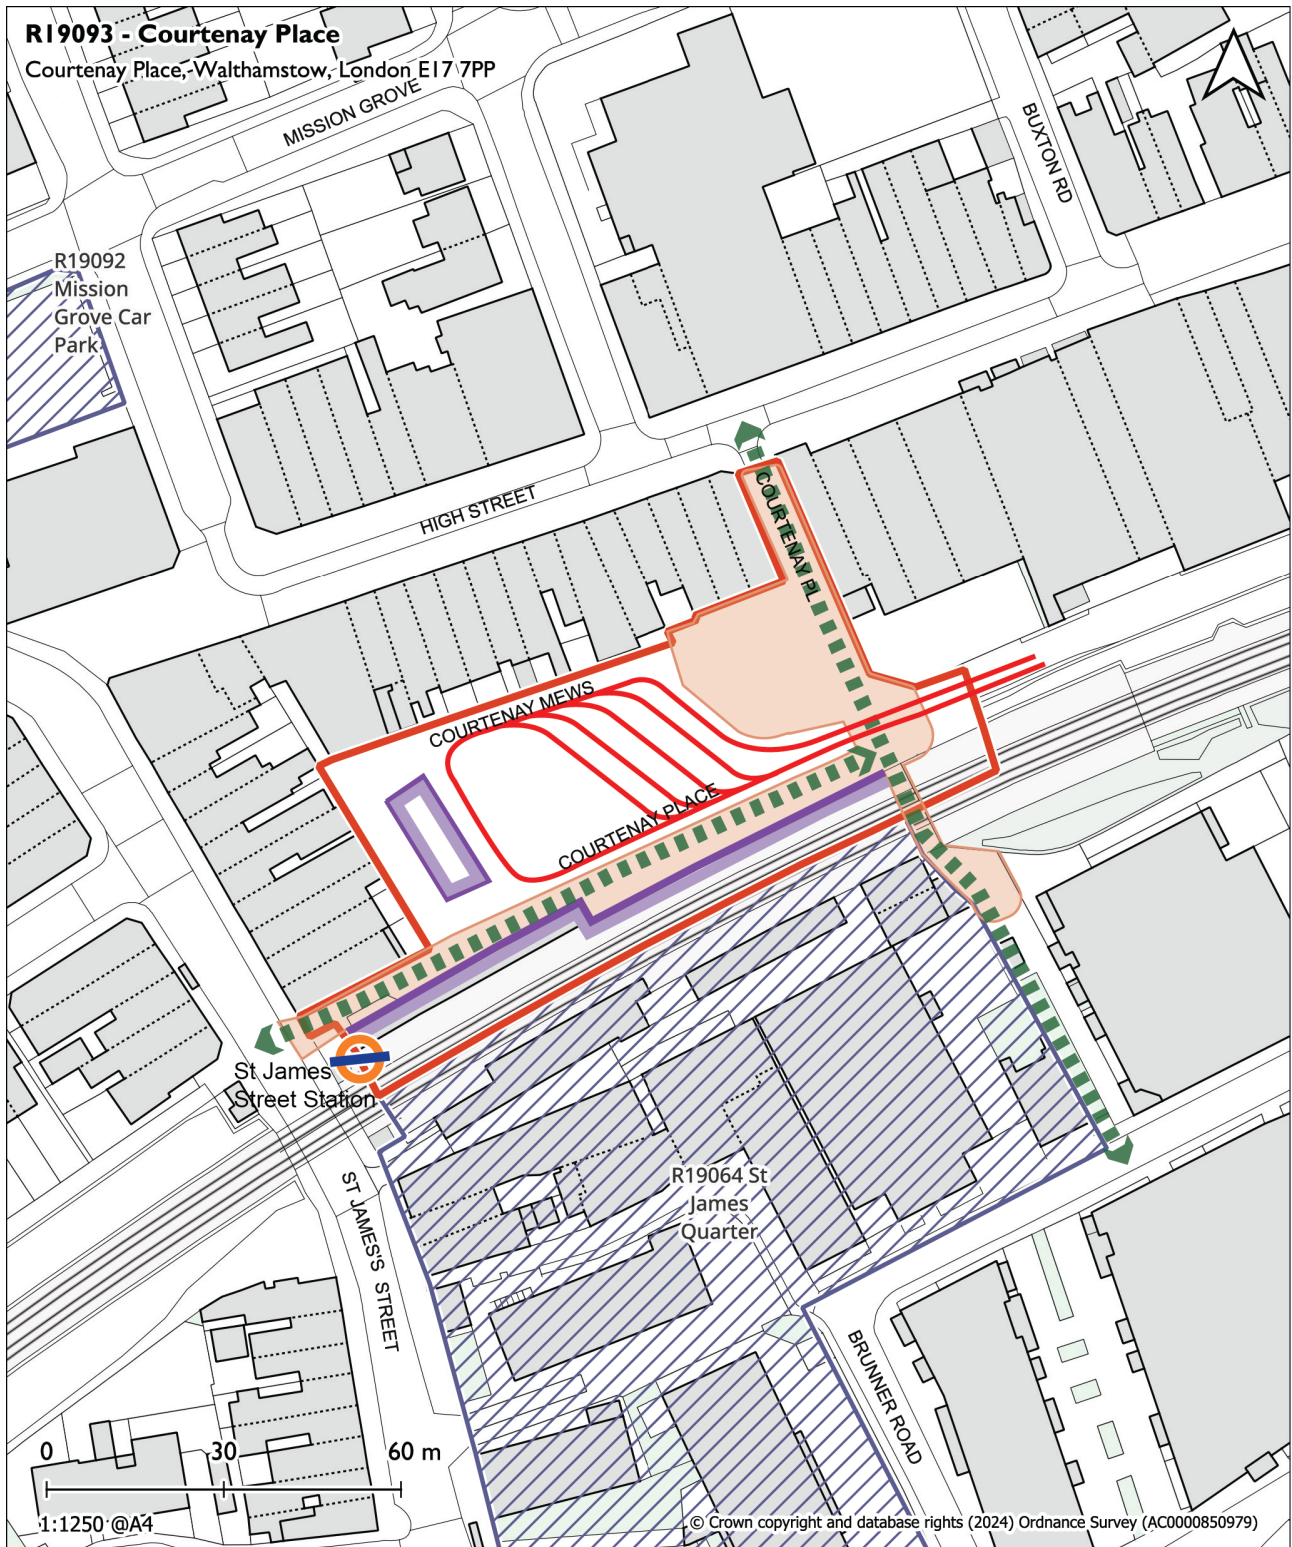 R19093 - Courtenay Place
Courtenay Place, Walthamstow, London E17 7PP
MISSION GROVE
BUXTON RD
R19092
Mission
Grove Car
Park
HIGH STREET
COURTENAY PL
COURTENAY MEWS
COURTENAY PLACE
St James
Street Station
ST JAMES'S STREET
R19064 St
James
Quarter
BRUNNER ROAD
0 30 60 m
1:1250 @A4
© Crown copyright and database rights (2024) Ordnance Survey (AC0000850979)